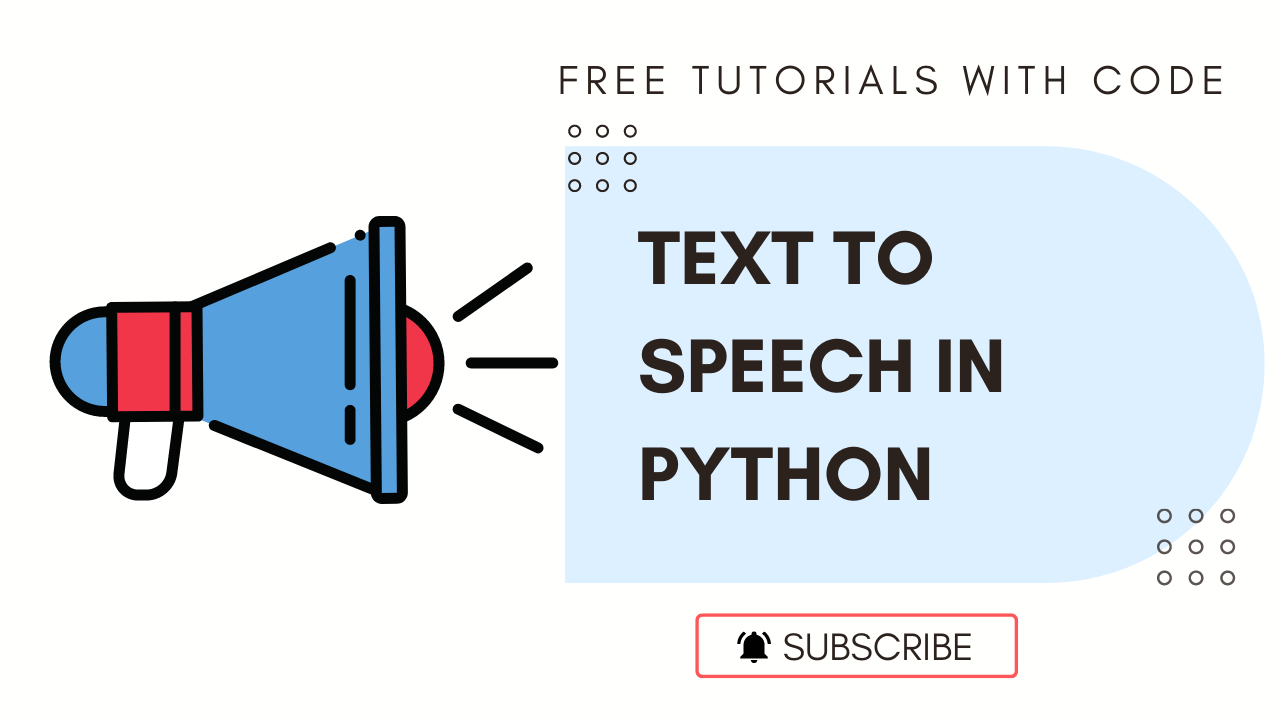 FREE TUTORIALS WITH CODE
TEXT TO
SPEECH IN
PYTHON
SUBSCRIBE